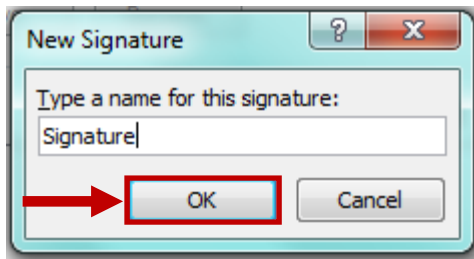 New Signature
Type a name for this signature:
Signature
OK
Cancel